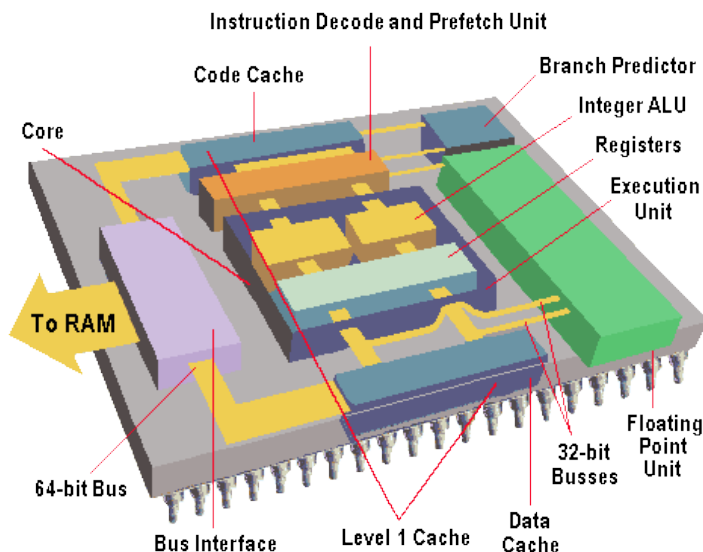 Instruction Decode and Prefetch Unit
Code Cache
Branch Predictor
Integer ALU
Core
Registers
Execution
Unit
To RAM
64-bit Bus
Bus Interface
Level 1 Cache
Data
Cache
32-bit
Busses
Floating
Point
Unit